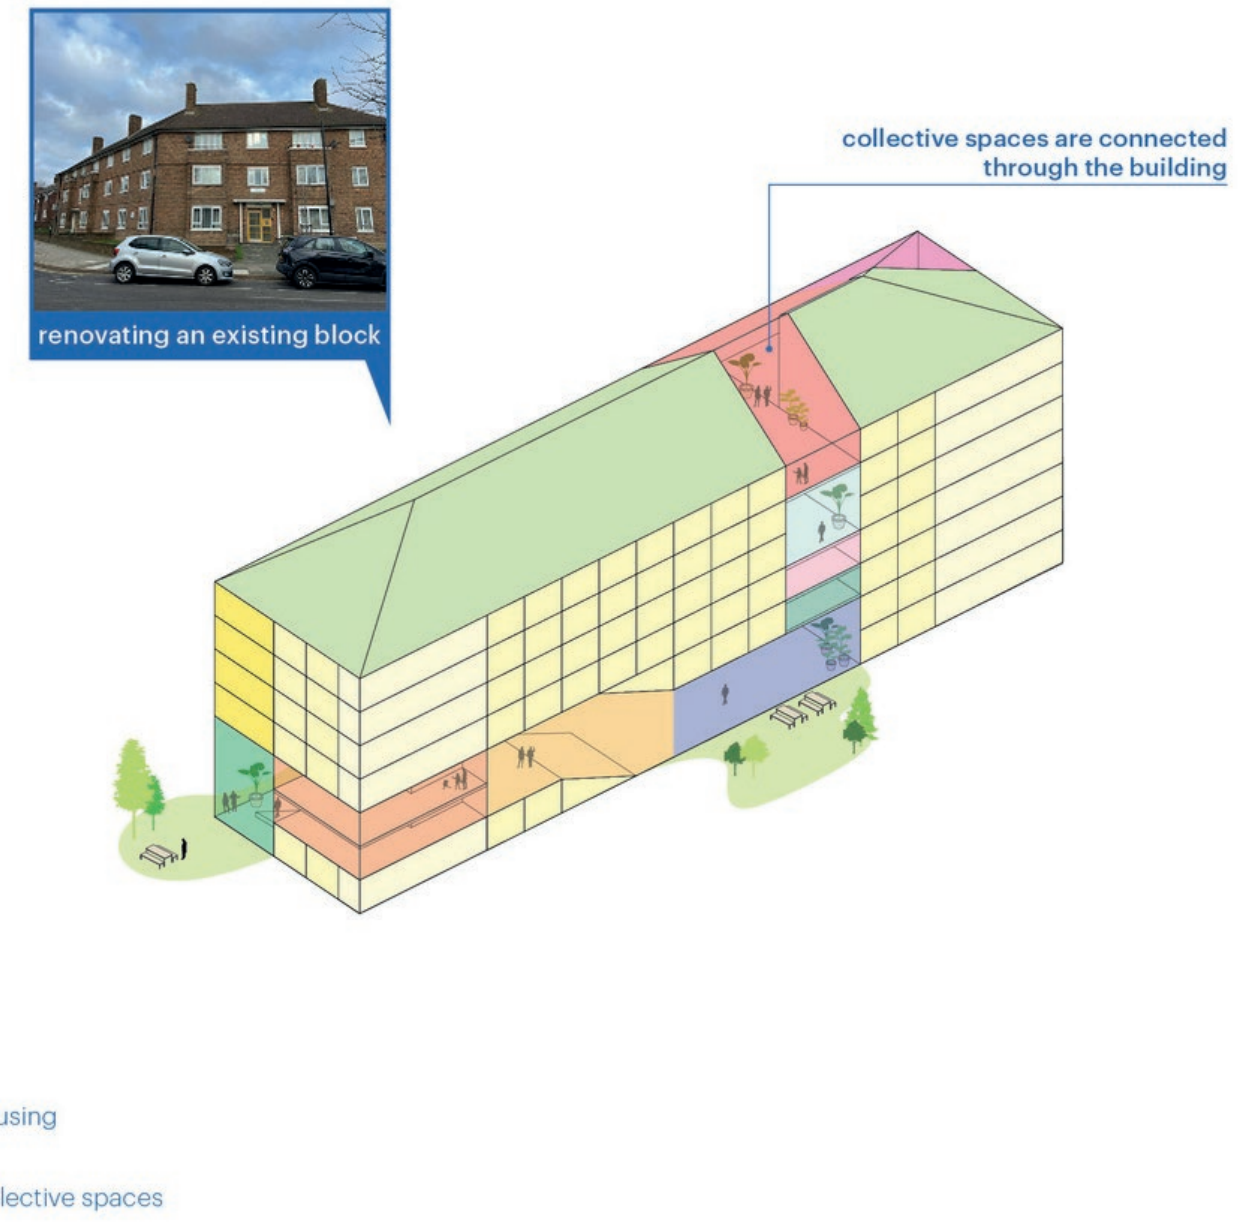 collective spaces are connected
through the building
renovating an existing block
using
llective spaces